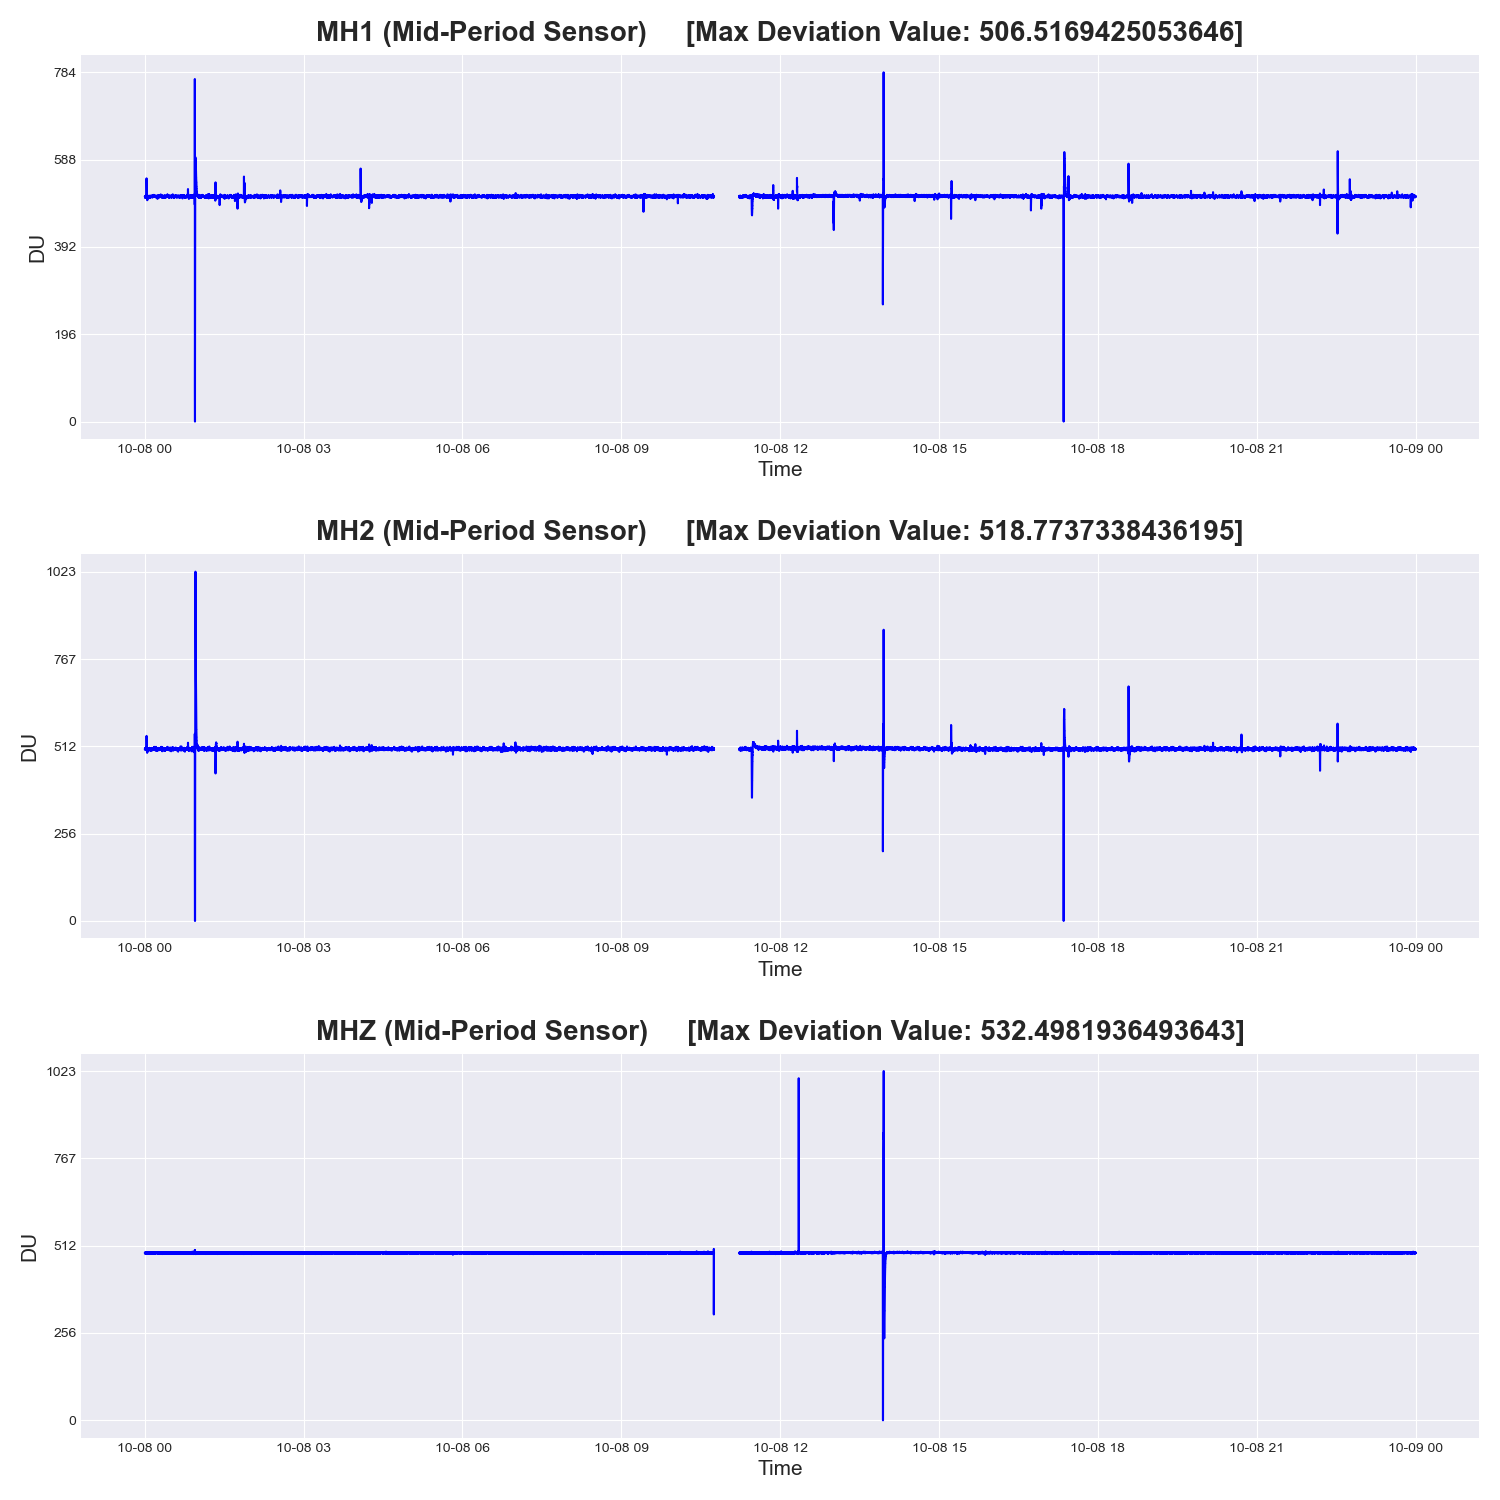 MH1 (Mid-Period Sensor) [Max Deviation Value: 506.5169425053646]
784
588
392
196
0
DU
10-08 00 10-08 03 10-08 06 10-08 09 10-08 12 10-08 15 10-08 18 10-08 21 10-09 00
Time
MH2 (Mid-Period Sensor) [Max Deviation Value: 518.7737338436195]
1023
767
512
256
0
DU
10-08 00 10-08 03 10-08 06 10-08 09 10-08 12 10-08 15 10-08 18 10-08 21 10-09 00
Time
MHZ (Mid-Period Sensor) [Max Deviation Value: 532.4981936493643]
1023
767
512
256
0
DU
10-08 00 10-08 03 10-08 06 10-08 09 10-08 12 10-08 15 10-08 18 10-08 21 10-09 00
Time